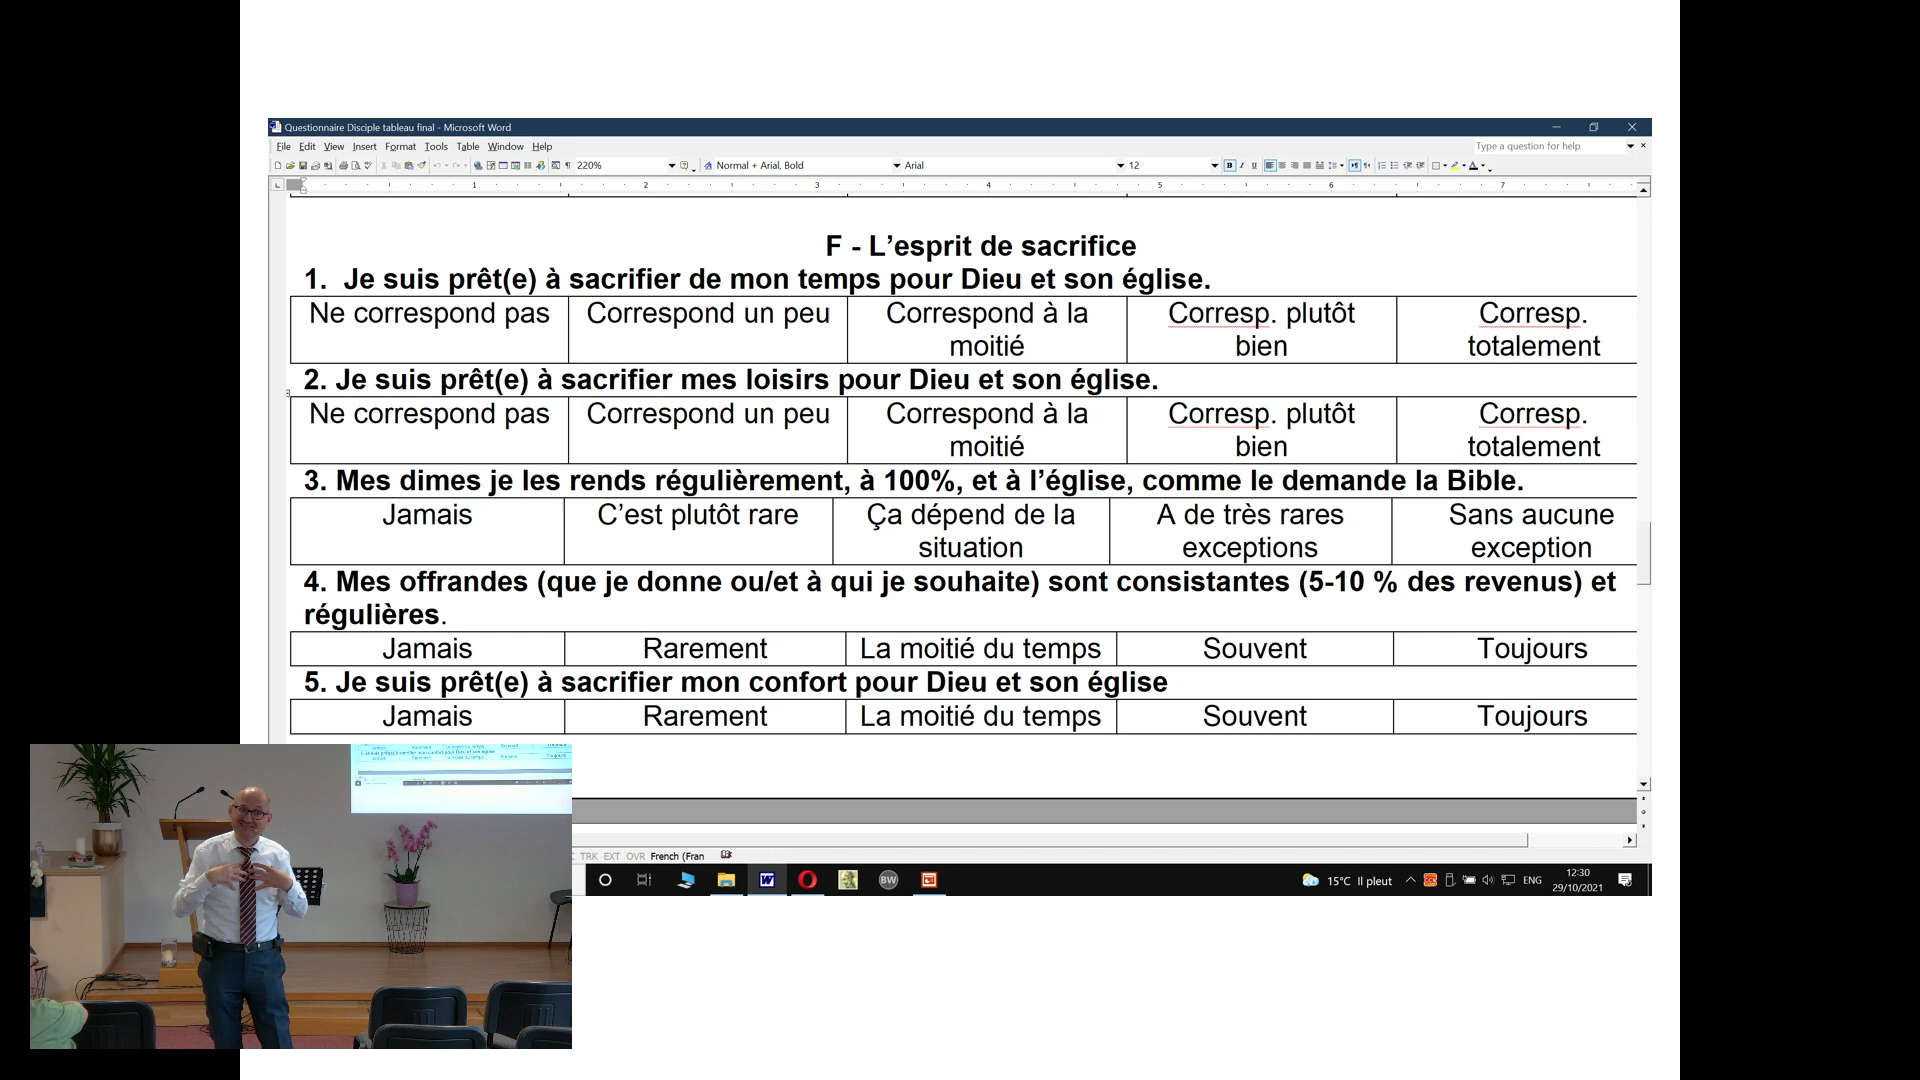 Questionnaire Disciple tableau final - Microsoft Word
File Edit View Insert Format Tools Table Window Help
Type a question for help
220%
Normal + Arial, Bold
Arial
12
B I U
1 2 3 4 5 6 7
F - L’esprit de sacrifice
1. Je suis prêt(e) à sacrifier de mon temps pour Dieu et son église.
Ne correspond pas Correspond un peu Correspond à la moitié Corresp. plutôt bien Corresp. totalement
2. Je suis prêt(e) à sacrifier mes loisirs pour Dieu et son église.
Ne correspond pas Correspond un peu Correspond à la moitié Corresp. plutôt bien Corresp. totalement
3. Mes dimes je les rends régulièrement, à 100%, et à l’église, comme le demande la Bible.
Jamais C’est plutôt rare Ça dépend de la situation A de très rares exceptions Sans aucune exception
4. Mes offrandes (que je donne ou/et à qui je souhaite) sont consistantes (5-10 % des revenus) et
régulières.
Jamais Rarement La moitié du temps Souvent Toujours
5. Je suis prêt(e) à sacrifier mon confort pour Dieu et son église
Jamais Rarement La moitié du temps Souvent Toujours
TRK EXT OVR French (Fran
BW
15°C Il pleut
ENG
12:30
29/10/2021